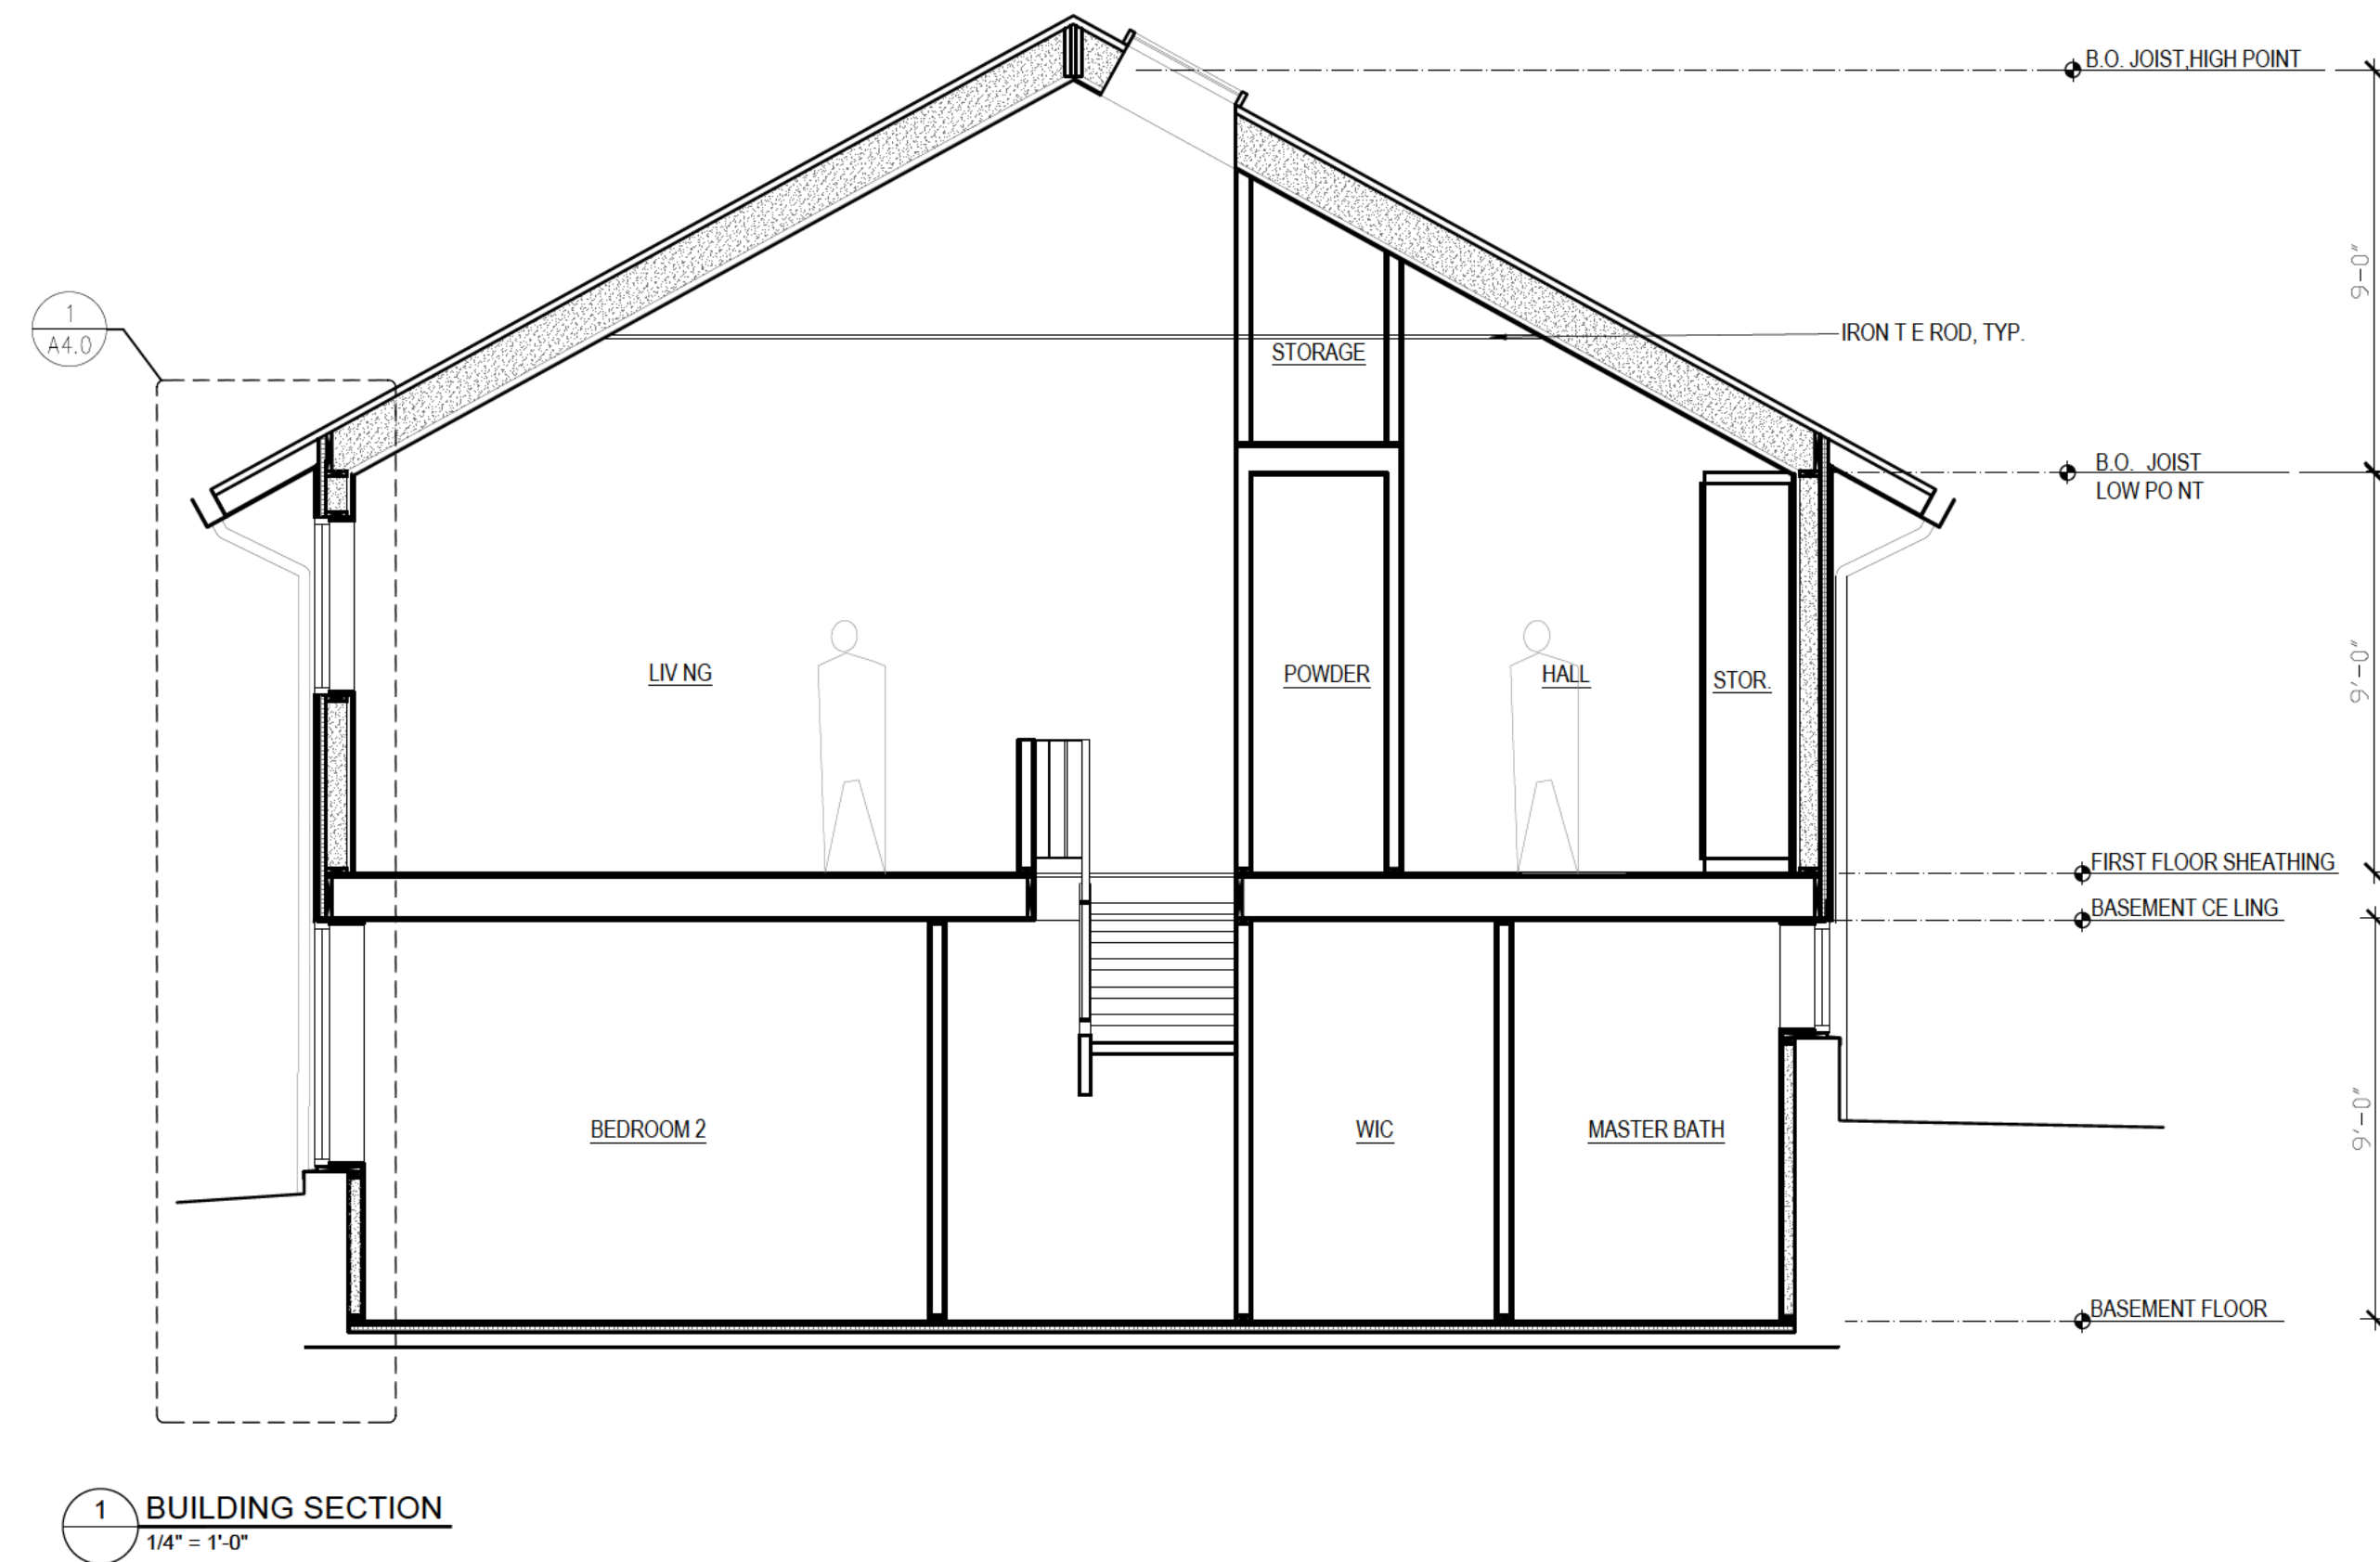 B.O. JOIST,HIGH POINT
9-0"
1
A4.0
IRON T E ROD, TYP.
STORAGE
B.O. JOIST
LOW PO NT
LIV NG
POWDER
HALL
STOR.
9'-0"
FIRST FLOOR SHEATHING
BASEMENT CE LING
BEDROOM 2
WIC
MASTER BATH
9'-0"
BASEMENT FLOOR
1
BUILDING SECTION
1/4" = 1'-0"